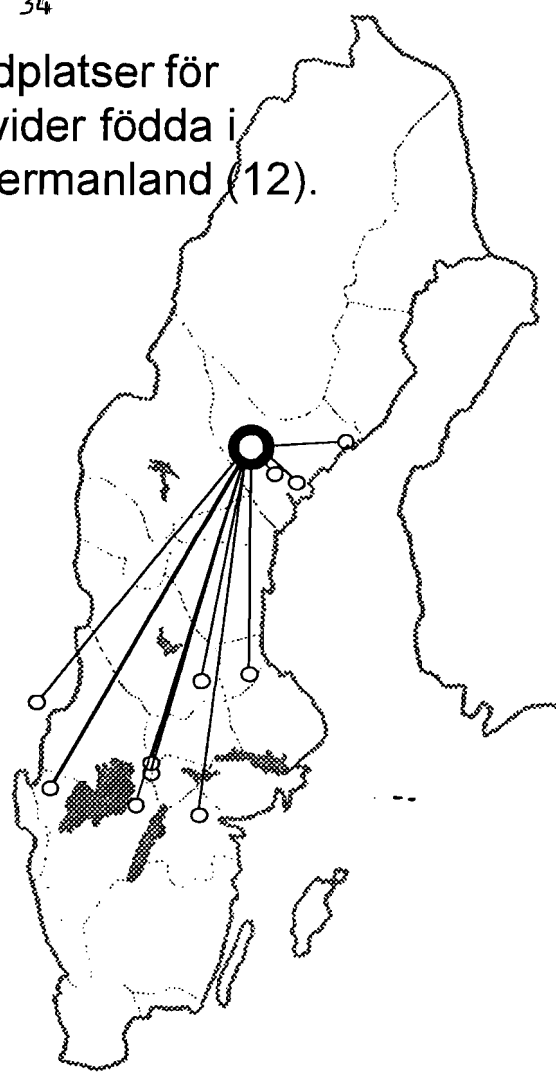 34
dplatser för
vider födda i
ermanland (12).